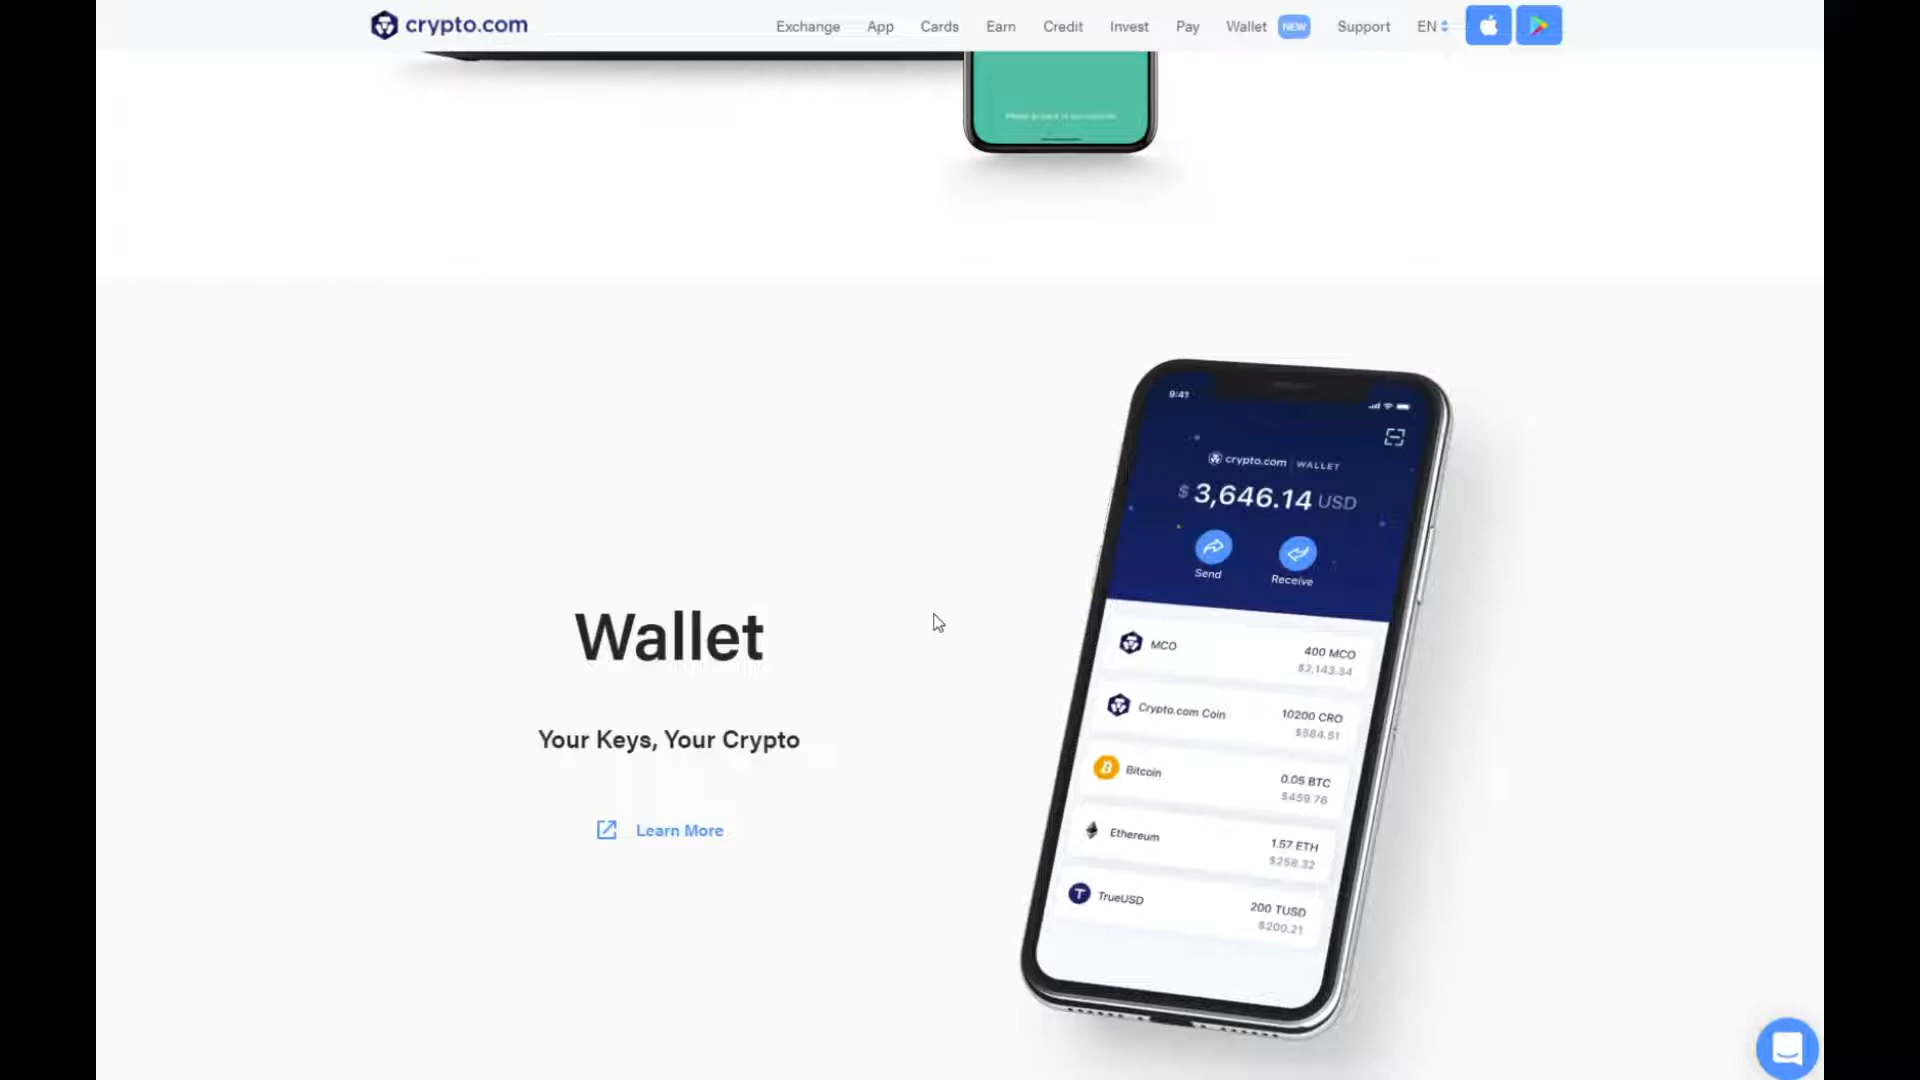 crypto.com
Exchange App Cards Earn Credit Invest Pay Wallet NEW Support EN
9:41
crypto.com WALLET
$ 3,646.14 USD
Send Receive
MCO 400 MCO
$2,143.34
Crypto.com Coin 10200 CRO
$584.51
Bitcoin 0.05 BTC
$459.76
Ethereum 1.57 ETH
$258.32
TrueUSD 200 TUSD
$200.21
Wallet
Your Keys, Your Crypto
Learn More